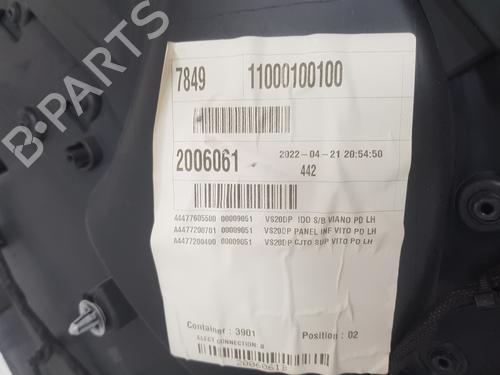 7849 11000100100
2006061 2022-04-21 20:54:50
442
A4477605500 00009051 VS20DP IDO S/B VIANO PD LH
A4477200701 00009051 VS20DP PANEL INF VITO PD LH
A4477200400 00009051 VS20DP CJTO SUP VITO PD LH
Container : 3901 Position : 02
ELECT CONNECTION: 8
2006061
B-PARTS